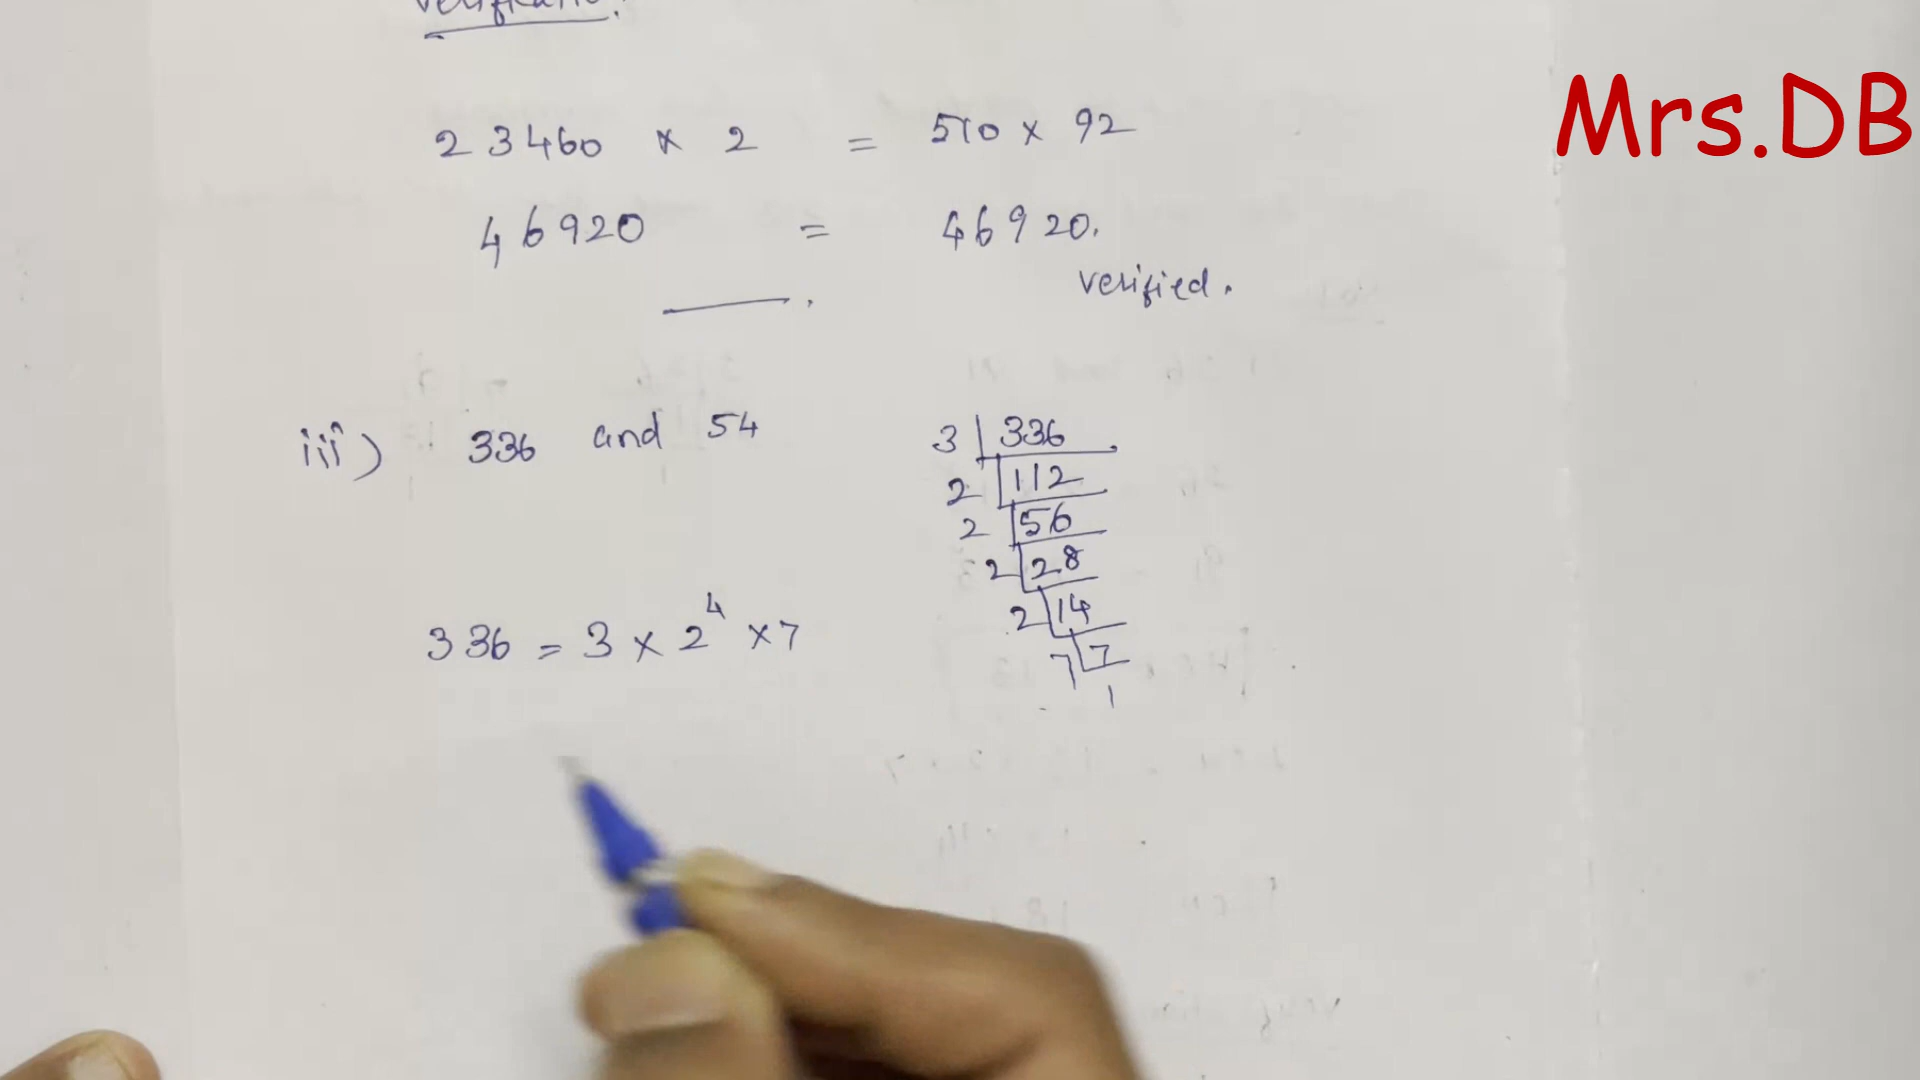 Verification.
Mrs.DB
23460 x 2 = 510 x 92
46920 = 46920.
verified.
iii) 336 and 54
3 | 336
2 | 112
2 | 56
2 | 28
2 | 14
7 | 7
1
336 = 3 x 2⁴ x 7